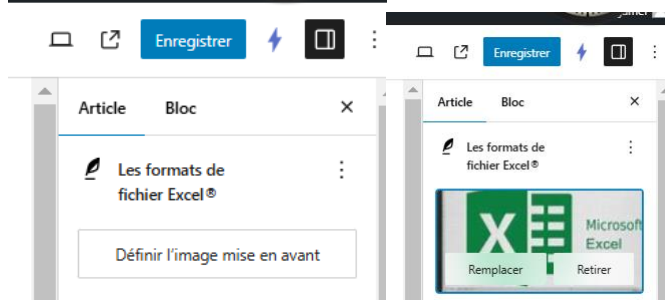 Enregistrer
Article Bloc
Les formats de
fichier Excel®
Définir l'image mise en avant
Enregistrer
Article Bloc
Les formats de
fichier Excel®
Microsoft
Excel
Remplacer Retirer